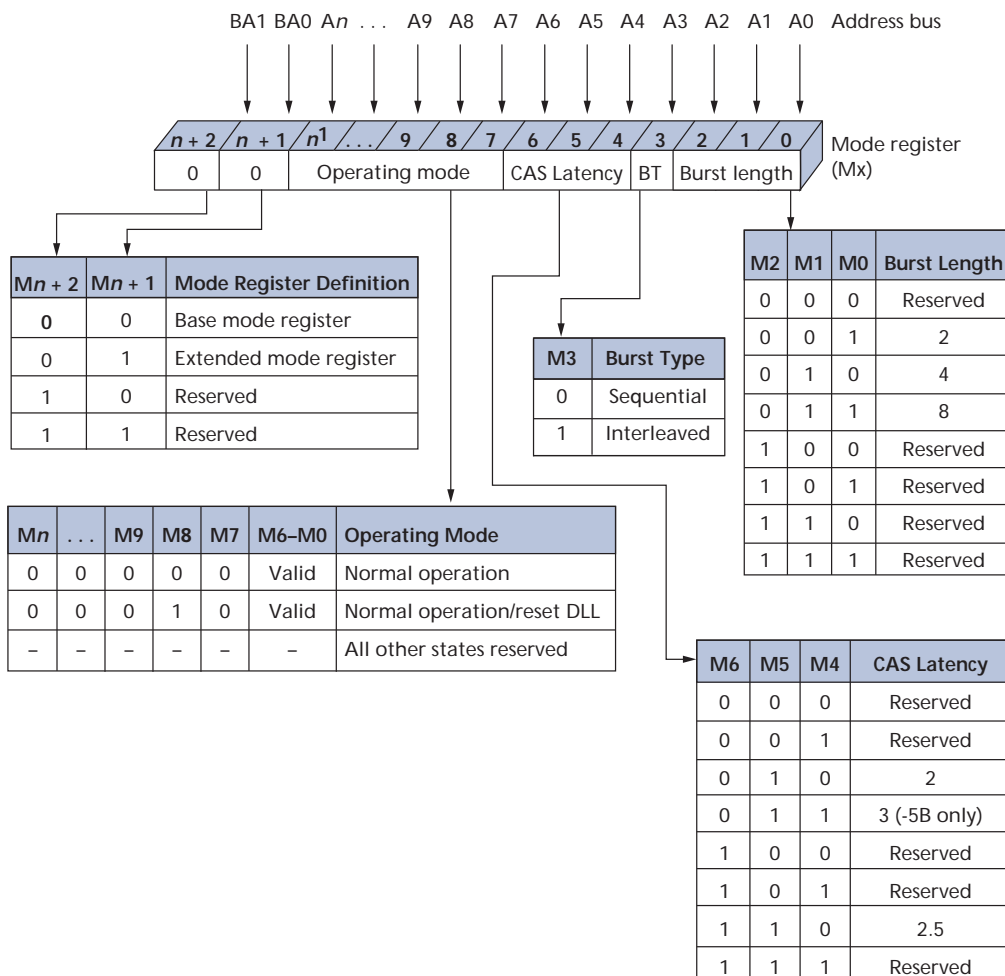 BA1 BA0 An . . . A9 A8 A7 A6 A5 A4 A3 A2 A1 A0 Address bus
n + 2 n + 1 n1 . . . 9 8 7 6 5 4 3 2 1 0
Mode register
(Mx)
0 0 Operating mode CAS Latency BT Burst length
Mn + 2 Mn + 1 Mode Register Definition
0 0 Base mode register
0 1 Extended mode register
1 0 Reserved
1 1 Reserved
M3 Burst Type
0 Sequential
1 Interleaved
M2 M1 M0 Burst Length
0 0 0 Reserved
0 0 1 2
0 1 0 4
0 1 1 8
1 0 0 Reserved
1 0 1 Reserved
1 1 0 Reserved
1 1 1 Reserved
Mn . . . M9 M8 M7 M6–M0 Operating Mode
0 0 0 0 0 Valid Normal operation
0 0 0 1 0 Valid Normal operation/reset DLL
– – – – – – All other states reserved
M6 M5 M4 CAS Latency
0 0 0 Reserved
0 0 1 Reserved
0 1 0 2
0 1 1 3 (-5B only)
1 0 0 Reserved
1 0 1 Reserved
1 1 0 2.5
1 1 1 Reserved